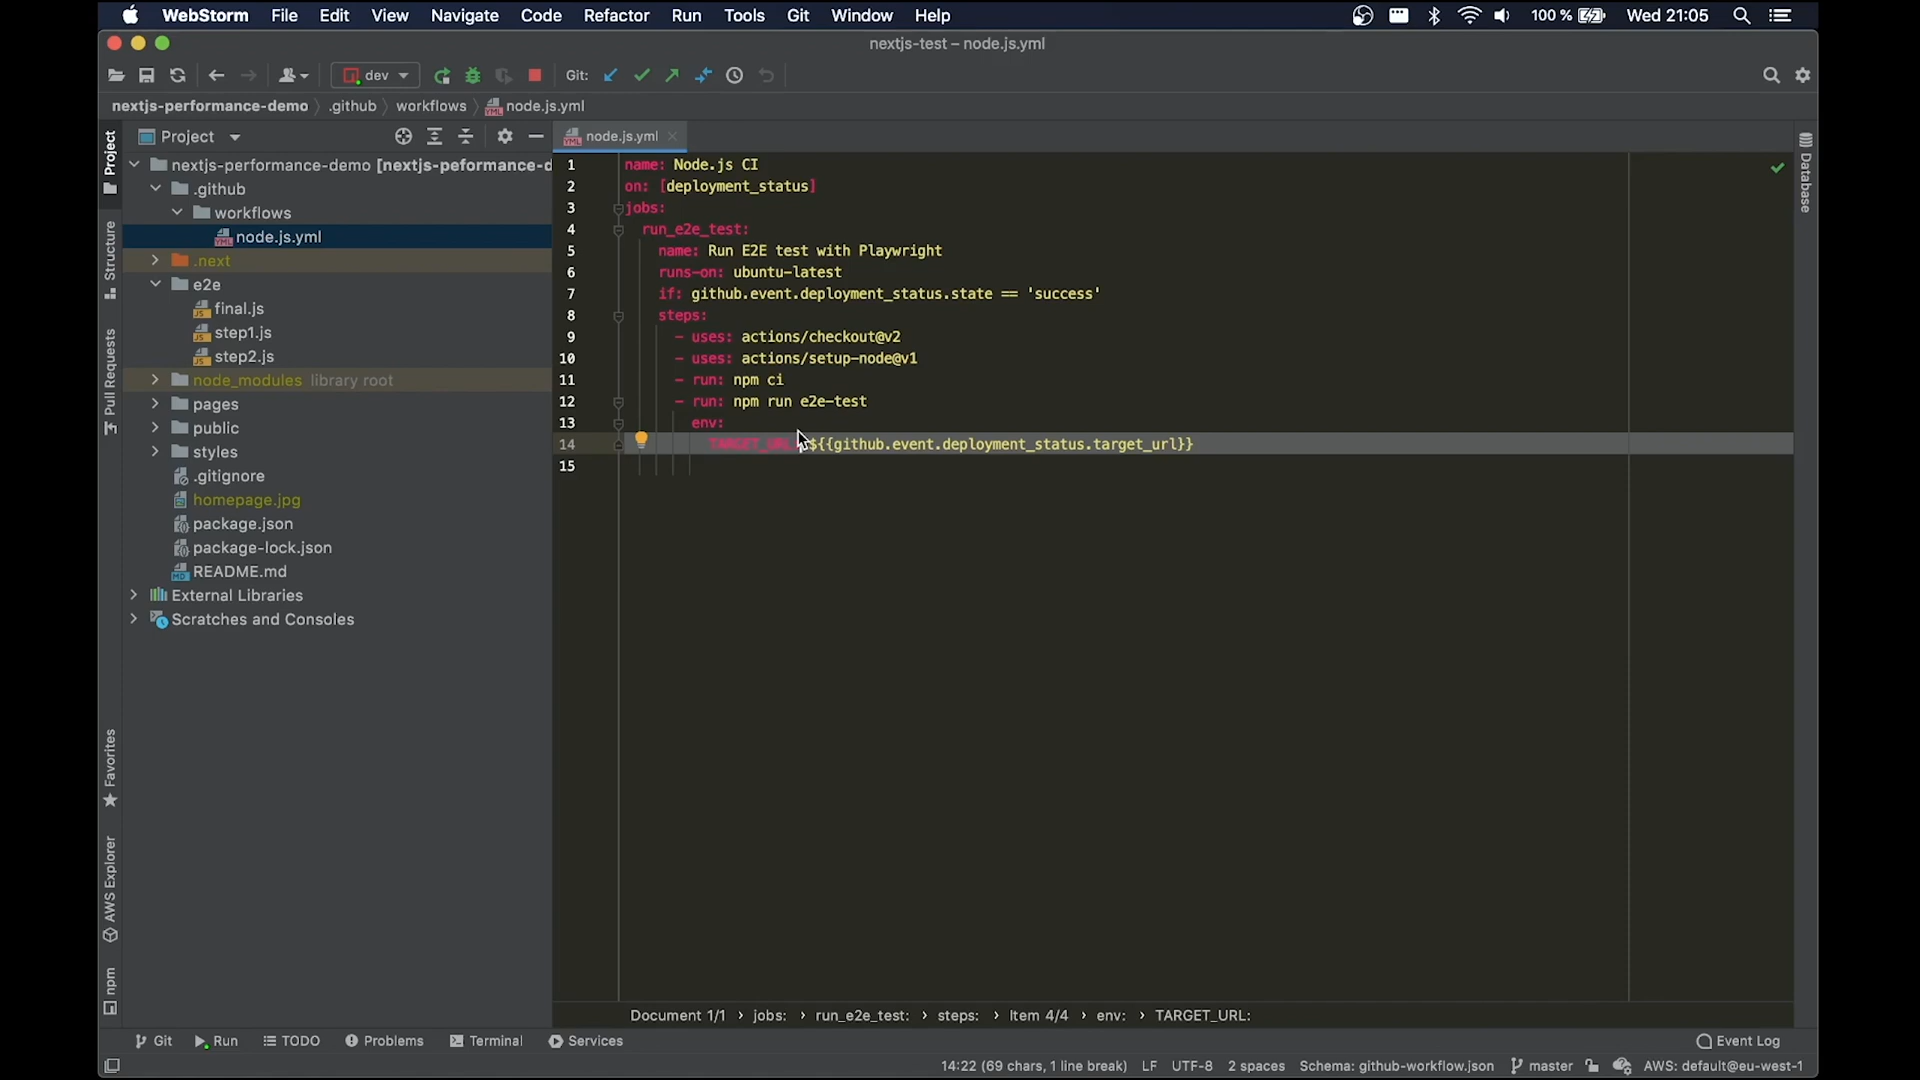 WebStorm File Edit View Navigate Code Refactor Run Tools Git Window Help 100 % Wed 21:05
nextjs-test – node.js.yml
dev Git:
nextjs-performance-demo .github workflows node.js.yml
Project
node.js.yml
nextjs-performance-demo [nextjs-peformance-d
.github
workflows
node.js.yml
.next
e2e
final.js
step1.js
step2.js
node_modules library root
pages
public
styles
.gitignore
homepage.jpg
package.json
package-lock.json
README.md
External Libraries
Scratches and Consoles
1 name: Node.js CI
2 on: [deployment_status]
3 jobs:
4 run_e2e_test:
5 name: Run E2E test with Playwright
6 runs-on: ubuntu-latest
7 if: github.event.deployment_status.state == 'success'
8 steps:
9 - uses: actions/checkout@v2
10 - uses: actions/setup-node@v1
11 - run: npm ci
12 - run: npm run e2e-test
13 env:
14 TARGET_URL: ${{github.event.deployment_status.target_url}}
15
Project
Structure
Pull Requests
Favorites
AWS Explorer
npm
Database
Document 1/1 › jobs: › run_e2e_test: › steps: › Item 4/4 › env: › TARGET_URL:
Git Run TODO Problems Terminal Services Event Log
14:22 (69 chars, 1 line break) LF UTF-8 2 spaces Schema: github-workflow.json master AWS: default@eu-west-1